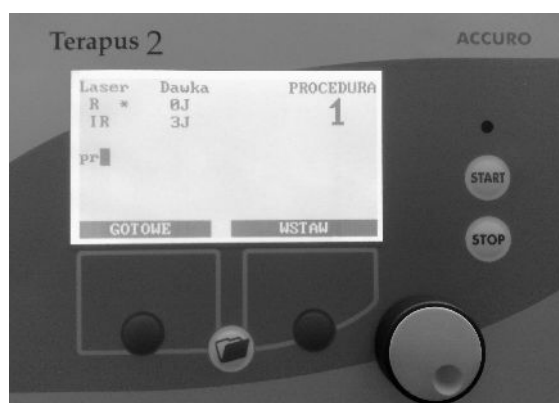 Terapus 2
ACCURO
Laser Dawka PROCEDURA
R * 0J 1
IR 3J
pr
GOTOWE WSTAW
START
STOP